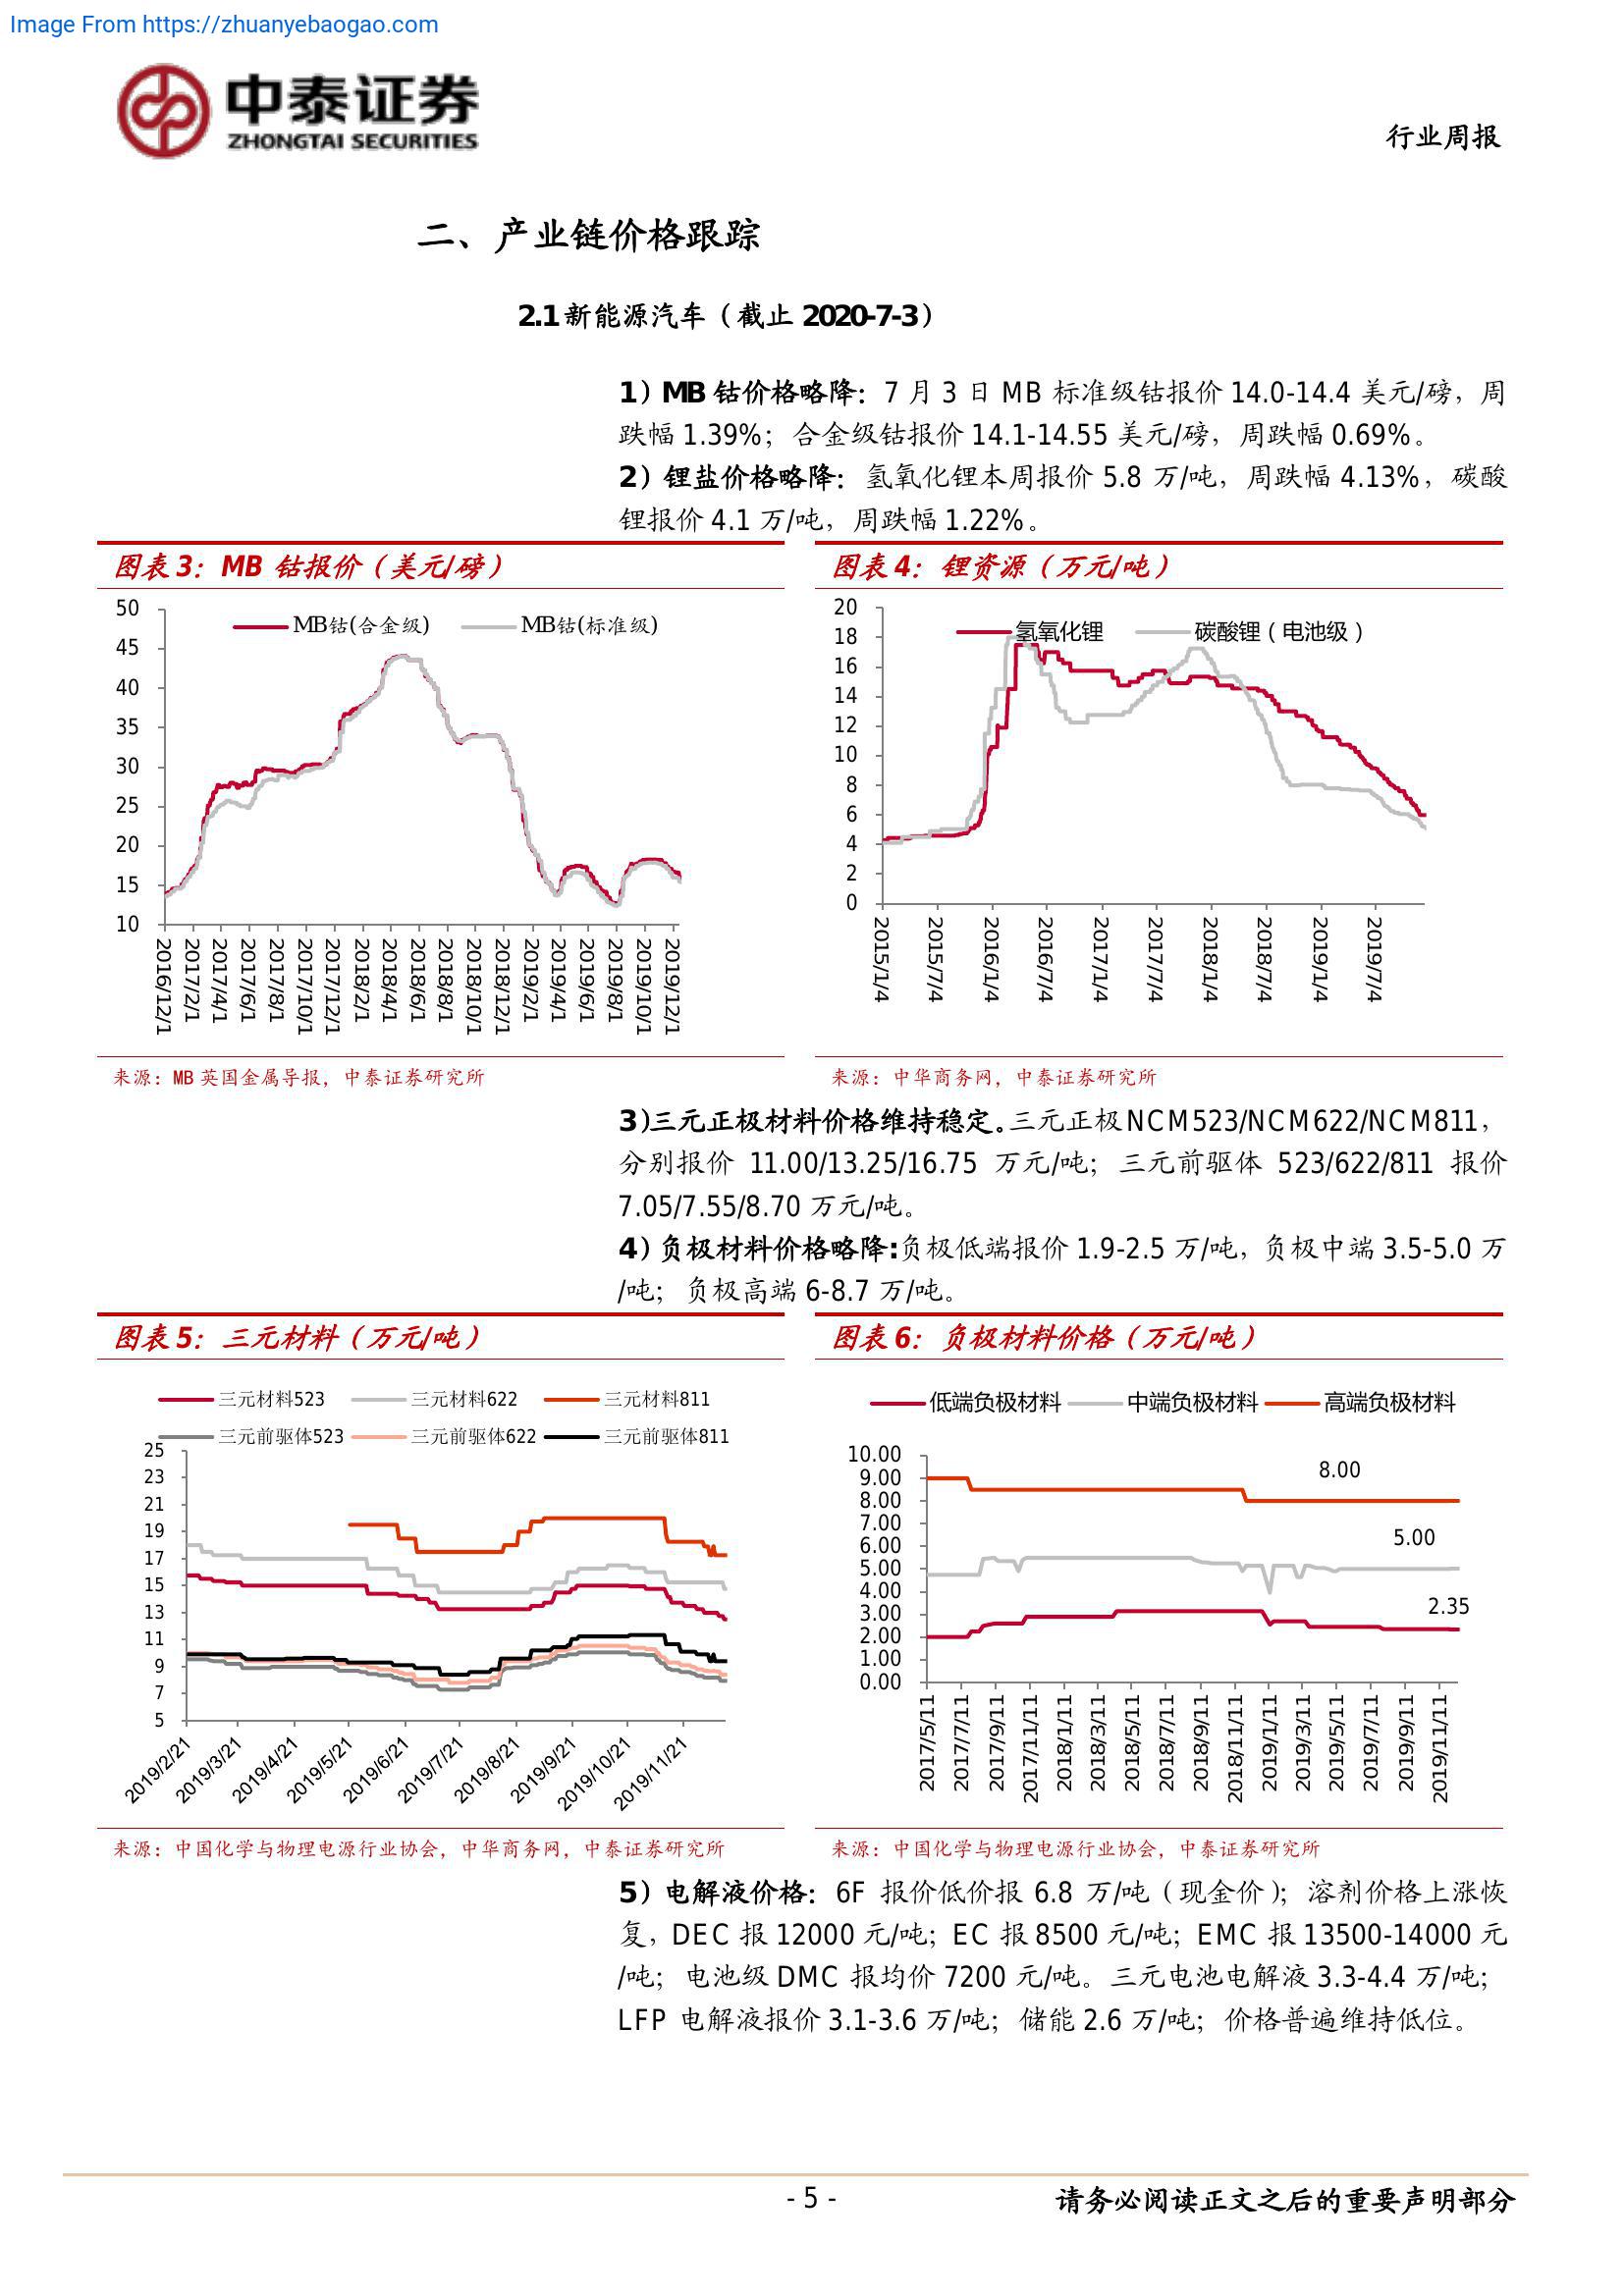 Image From https://zhuanyebaogao.com
中泰证券
ZHONGTAI SECURITIES
行业周报
二、产业链价格跟踪
2.1 新能源汽车（截止 2020-7-3）
1）MB 钴价格略降：7 月 3 日 MB 标准级钴报价 14.0-14.4 美元/磅，周
跌幅 1.39%；合金级钴报价 14.1-14.55 美元/磅，周跌幅 0.69%。
2）锂盐价格略降：氢氧化锂本周报价 5.8 万/吨，周跌幅 4.13%，碳酸
锂报价 4.1 万/吨，周跌幅 1.22%。
图表 3：MB 钴报价（美元/磅）
MB钴(合金级) MB钴(标准级)
50
45
40
35
30
25
20
15
10
2016/12/1 2017/2/1 2017/4/1 2017/6/1 2017/8/1 2017/10/1 2017/12/1 2018/2/1 2018/4/1 2018/6/1 2018/8/1 2018/10/1 2018/12/1 2019/2/1 2019/4/1 2019/6/1 2019/8/1 2019/10/1 2019/12/1
来源：MB 英国金属导报，中泰证券研究所
图表 4：锂资源（万元/吨）
氢氧化锂 碳酸锂（电池级）
20
18
16
14
12
10
8
6
4
2
0
2015/1/4 2015/7/4 2016/1/4 2016/7/4 2017/1/4 2017/7/4 2018/1/4 2018/7/4 2019/1/4 2019/7/4
来源：中华商务网，中泰证券研究所
3)三元正极材料价格维持稳定。三元正极 NCM523/NCM622/NCM811，
分别报价 11.00/13.25/16.75 万元/吨；三元前驱体 523/622/811 报价
7.05/7.55/8.70 万元/吨。
4）负极材料价格略降:负极低端报价 1.9-2.5 万/吨，负极中端 3.5-5.0 万
/吨；负极高端 6-8.7 万/吨。
图表 5：三元材料（万元/吨）
三元材料523 三元材料622 三元材料811
三元前驱体523 三元前驱体622 三元前驱体811
25
23
21
19
17
15
13
11
9
7
5
2019/2/21 2019/3/21 2019/4/21 2019/5/21 2019/6/21 2019/7/21 2019/8/21 2019/9/21 2019/10/21 2019/11/21
来源：中国化学与物理电源行业协会，中华商务网，中泰证券研究所
图表 6：负极材料价格（万元/吨）
低端负极材料 中端负极材料 高端负极材料
10.00
9.00
8.00
7.00
6.00
5.00
4.00
3.00
2.00
1.00
0.00
8.00
5.00
2.35
2017/5/11 2017/7/11 2017/9/11 2017/11/11 2018/1/11 2018/3/11 2018/5/11 2018/7/11 2018/9/11 2018/11/11 2019/1/11 2019/3/11 2019/5/11 2019/7/11 2019/9/11 2019/11/11
来源：中国化学与物理电源行业协会，中泰证券研究所
5）电解液价格：6F 报价低价报 6.8 万/吨（现金价）；溶剂价格上涨恢
复，DEC 报 12000 元/吨；EC 报 8500 元/吨；EMC 报 13500-14000 元
/吨；电池级 DMC 报均价 7200 元/吨。三元电池电解液 3.3-4.4 万/吨；
LFP 电解液报价 3.1-3.6 万/吨；储能 2.6 万/吨；价格普遍维持低位。
- 5 -
请务必阅读正文之后的重要声明部分